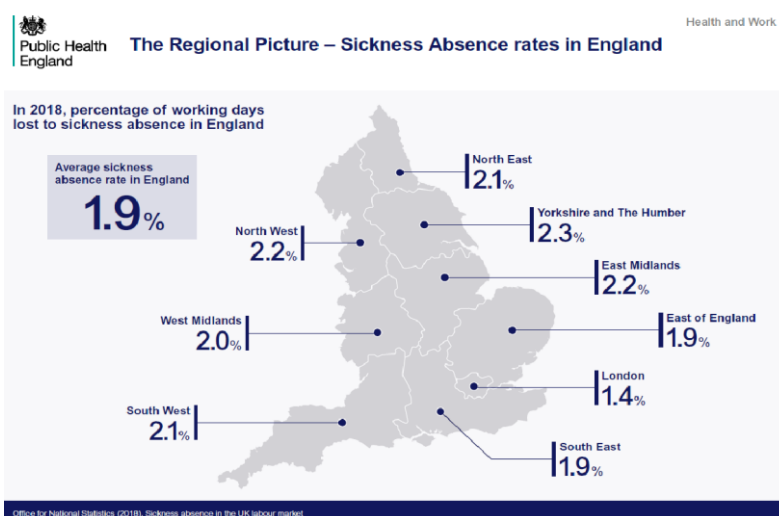 Health and Work
Public Health
England
The Regional Picture – Sickness Absence rates in England
In 2018, percentage of working days
lost to sickness absence in England
Average sickness
absence rate in England
1.9%
North East
2.1%
Yorkshire and The Humber
2.3%
North West
2.2%
East Midlands
2.2%
West Midlands
2.0%
East of England
1.9%
London
1.4%
South West
2.1%
South East
1.9%
Office for National Statistics (2018). Sickness absence in the UK labour market